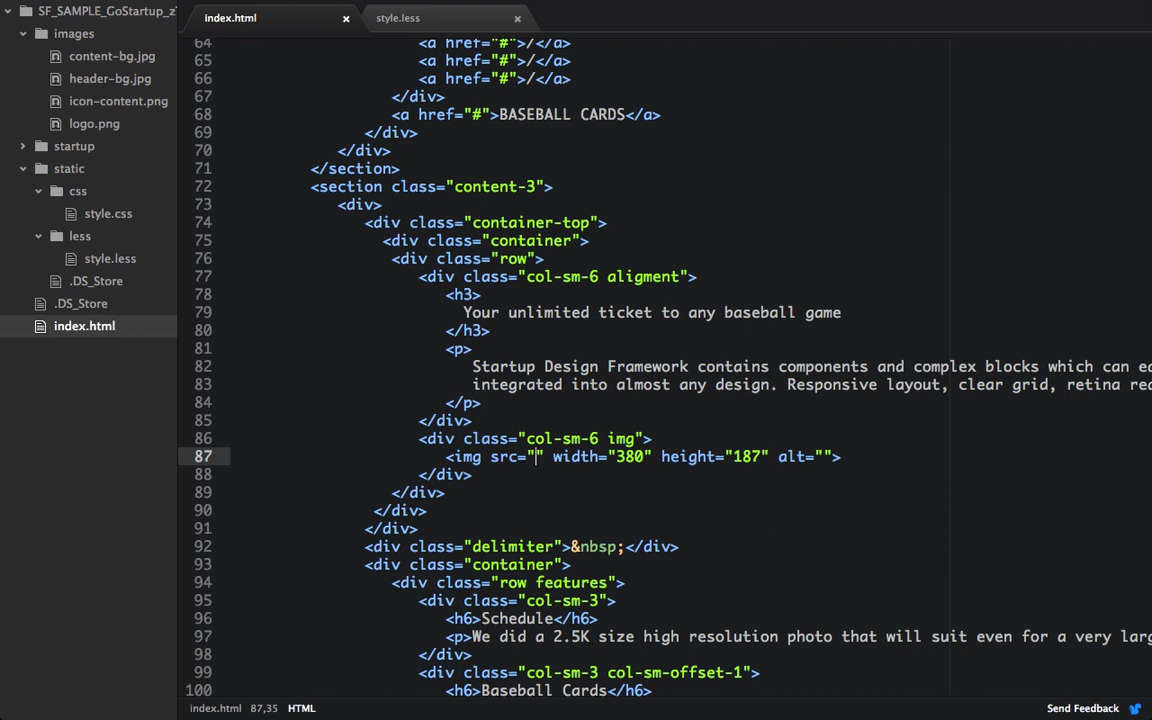 SF_SAMPLE_GoStartup_z
images
content-bg.jpg
header-bg.jpg
icon-content.png
logo.png
startup
static
css
style.css
less
style.less
.DS_Store
.DS_Store
index.html
index.html ×
style.less ×
64 <a href="#">/</a>
65 <a href="#">/</a>
66 <a href="#">/</a>
67 </div>
68 <a href="#">BASEBALL CARDS</a>
69 </div>
70 </div>
71 </section>
72 <section class="content-3">
73 <div>
74 <div class="container-top">
75 <div class="container">
76 <div class="row">
77 <div class="col-sm-6 aligment">
78 <h3>
79 Your unlimited ticket to any baseball game
80 </h3>
81 <p>
82 Startup Design Framework contains components and complex blocks which can ea
83 integrated into almost any design. Responsive layout, clear grid, retina rea
84 </p>
85 </div>
86 <div class="col-sm-6 img">
87 <img src="" width="380" height="187" alt="">
88 </div>
89 </div>
90 </div>
91 </div>
92 <div class="delimiter">&nbsp;</div>
93 <div class="container">
94 <div class="row features">
95 <div class="col-sm-3">
96 <h6>Schedule</h6>
97 <p>We did a 2.5K size high resolution photo that will suit even for a very larg
98 </div>
99 <div class="col-sm-3 col-sm-offset-1">
100 <h6>Baseball Cards</h6>
index.html 87,35 HTML
Send Feedback